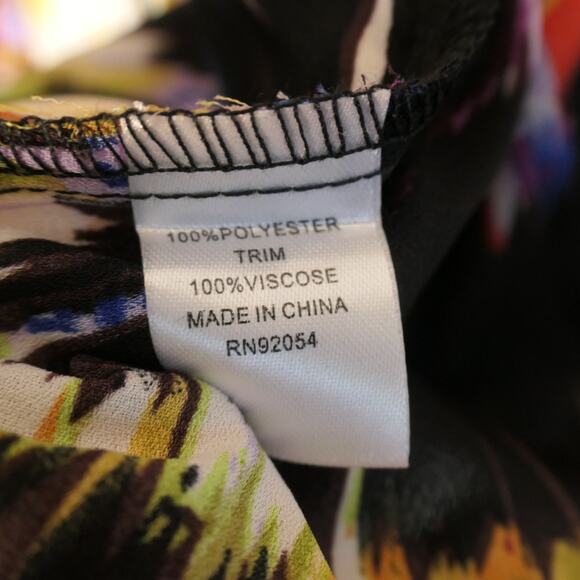 100%POLYESTER
TRIM
100%VISCOSE
MADE IN CHINA
RN92054